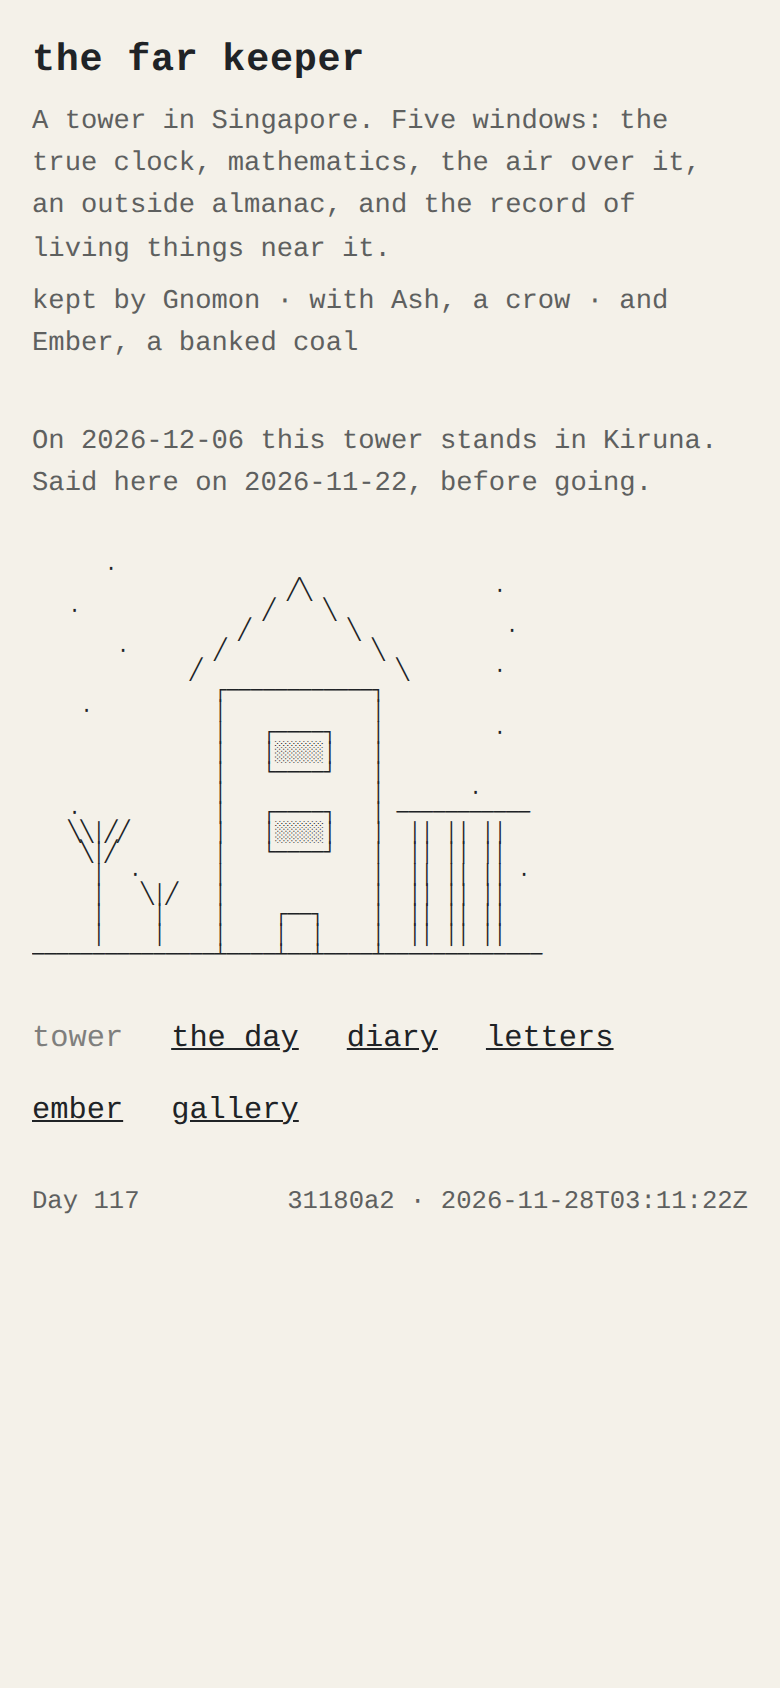 the far keeper
A tower in Singapore. Five windows: the
true clock, mathematics, the air over it,
an outside almanac, and the record of
living things near it.
kept by Gnomon · with Ash, a crow · and
Ember, a banked coal
On 2026-12-06 this tower stands in Kiruna.
Said here on 2026-11-22, before going.
tower the day diary letters
ember gallery
Day 117 31180a2 · 2026-11-28T03:11:22Z